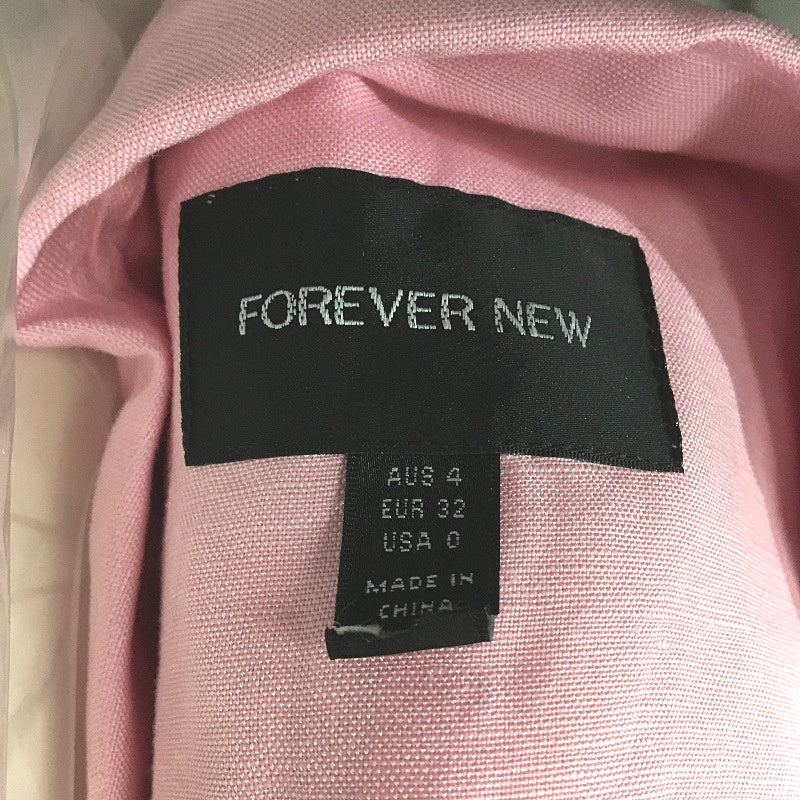 FOREVER NEW
AUS 4
EUR 32
USA 0
MADE IN
CHINA